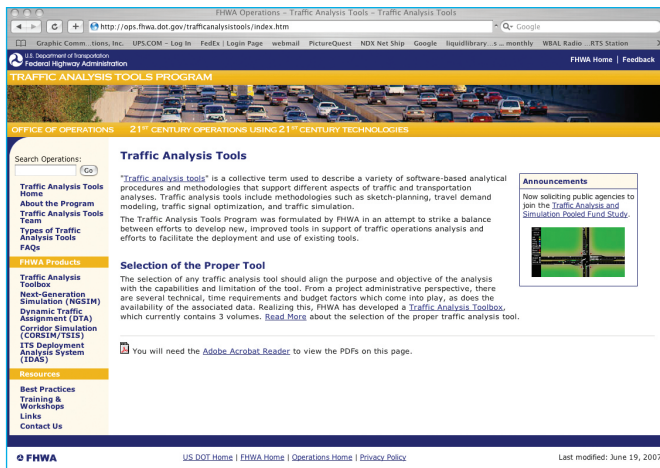 FHWA Operations - Traffic Analysis Tools - Traffic Analysis Tools
http://ops.fhwa.dot.gov/trafficanalysistools/index.htm
Google
Graphic Comm...tions, Inc. UPS.COM - Log In FedEx | Login Page webmail PictureQuest NDX Net Ship Google liquidlibrary...s ... monthly WBAL Radio ...RTS Station
U.S. Department of Transportation
Federal Highway Administration
FHWA Home | Feedback
TRAFFIC ANALYSIS TOOLS PROGRAM
OFFICE OF OPERATIONS 21ST CENTURY OPERATIONS USING 21ST CENTURY TECHNOLOGIES
Search Operations:
Go
Traffic Analysis Tools
Home
About the Program
Traffic Analysis Tools
Team
Types of Traffic
Analysis Tools
FAQs
FHWA Products
Traffic Analysis
Toolbox
Next-Generation
Simulation (NGSIM)
Dynamic Traffic
Assignment (DTA)
Corridor Simulation
(CORSIM/TSIS)
ITS Deployment
Analysis System
(IDAS)
Resources
Best Practices
Training &
Workshops
Links
Contact Us
Traffic Analysis Tools
"Traffic analysis tools" is a collective term used to describe a variety of software-based analytical
procedures and methodologies that support different aspects of traffic and transportation
analyses. Traffic analysis tools include methodologies such as sketch-planning, travel demand
modeling, traffic signal optimization, and traffic simulation.
The Traffic Analysis Tools Program was formulated by FHWA in an attempt to strike a balance
between efforts to develop new, improved tools in support of traffic operations analysis and
efforts to facilitate the deployment and use of existing tools.
Selection of the Proper Tool
The selection of any traffic analysis tool should align the purpose and objective of the analysis
with the capabilities and limitation of the tool. From a project administrative perspective, there
are several technical, time requirements and budget factors which come into play, as does the
availability of the associated data. Realizing this, FHWA has developed a Traffic Analysis Toolbox,
which currently contains 3 volumes. Read More about the selection of the proper traffic analysis tool.
You will need the Adobe Acrobat Reader to view the PDFs on this page.
Announcements
Now soliciting public agencies to
join the Traffic Analysis and
Simulation Pooled Fund Study.
FHWA
US DOT Home | FHWA Home | Operations Home | Privacy Policy
Last modified: June 19, 2007